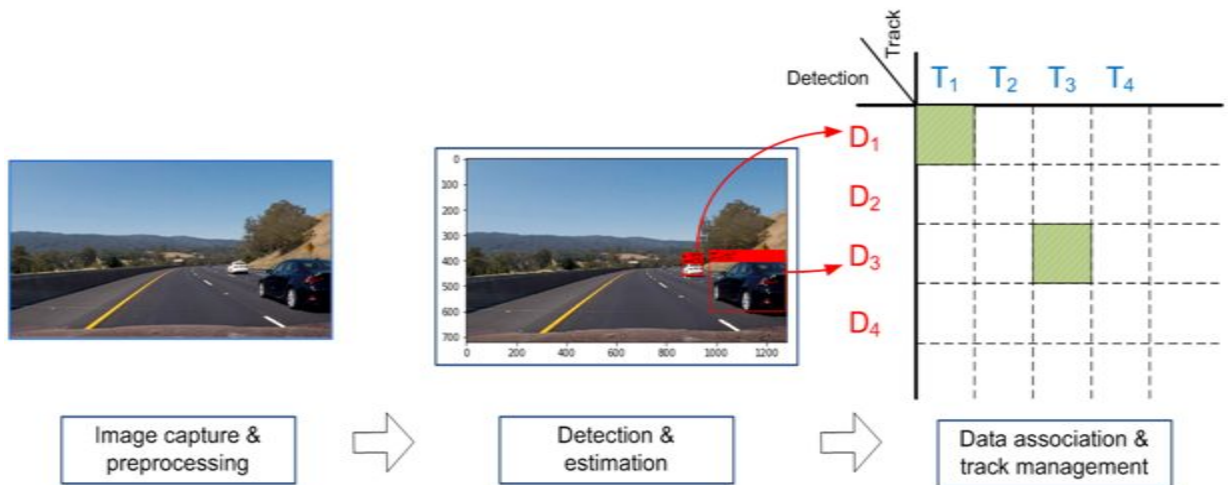 Track
Detection
T1 T2 T3 T4
D1
D2
D3
D4
0
100
200
300
400
500
600
700
0 200 400 600 800 1000 1200
Image capture &
preprocessing
Detection &
estimation
Data association &
track management